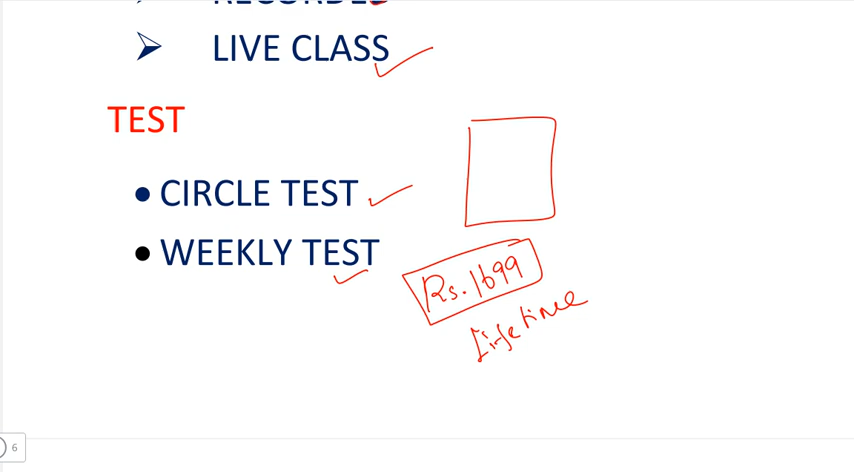 ➢ LIVE CLASS
TEST
• CIRCLE TEST
• WEEKLY TEST
Rs. 1699
Lifetime
6